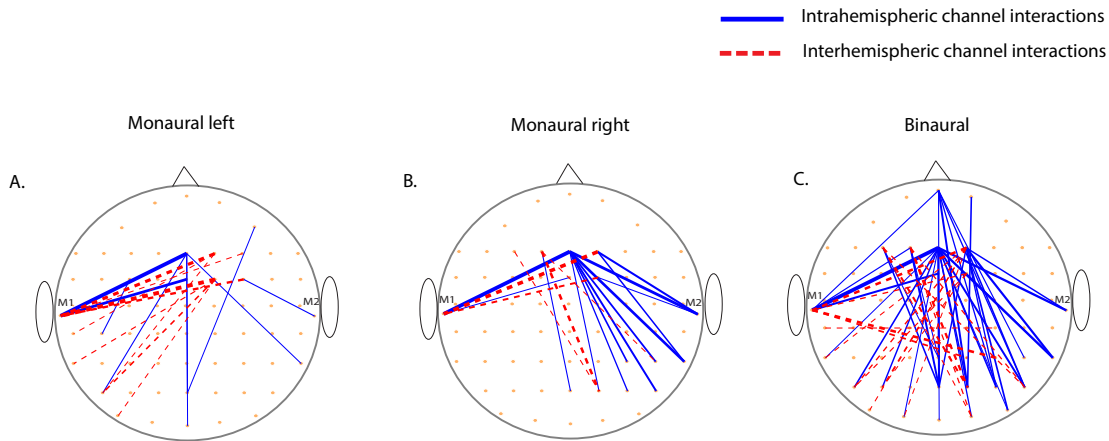 Intrahemispheric channel interactions
Interhemispheric channel interactions
Monaural left
Monaural right
Binaural
A.
B.
C.
M1
M2
M1
M2
M1
M2